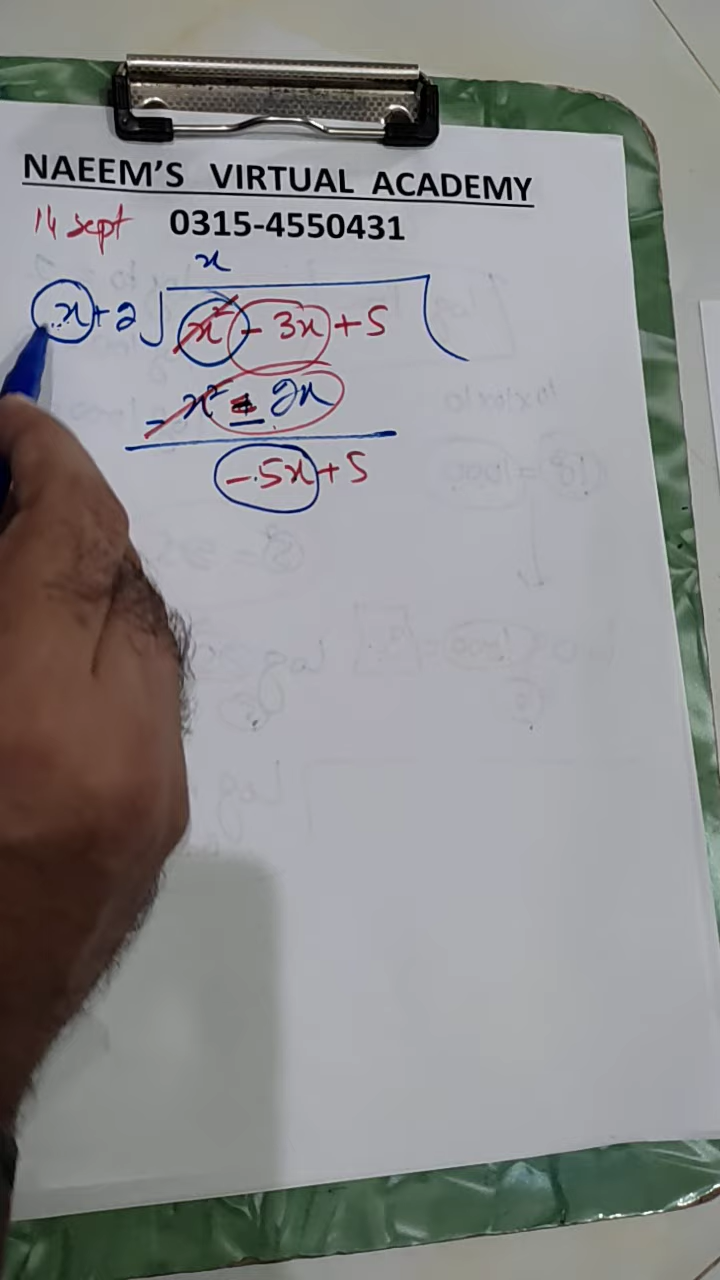 NAEEM'S VIRTUAL ACADEMY
14 sept 0315-4550431
x
x+2 x² - 3x + 5
- x² ± 2x
- 5x + 5